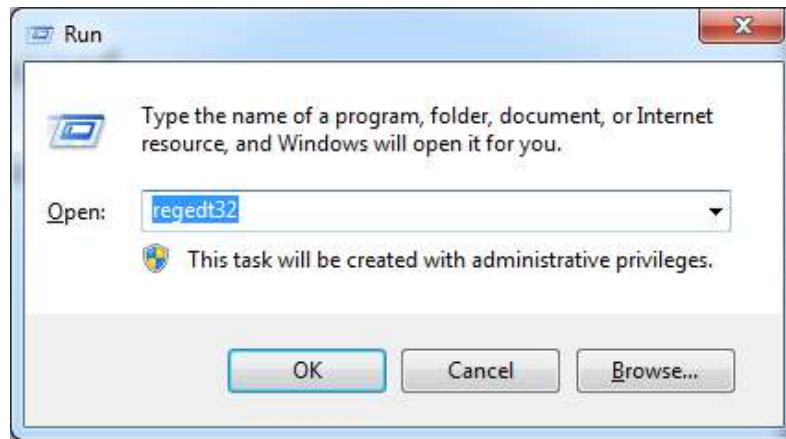 Run
Type the name of a program, folder, document, or Internet
resource, and Windows will open it for you.
Open: regedt32
This task will be created with administrative privileges.
OK Cancel Browse...